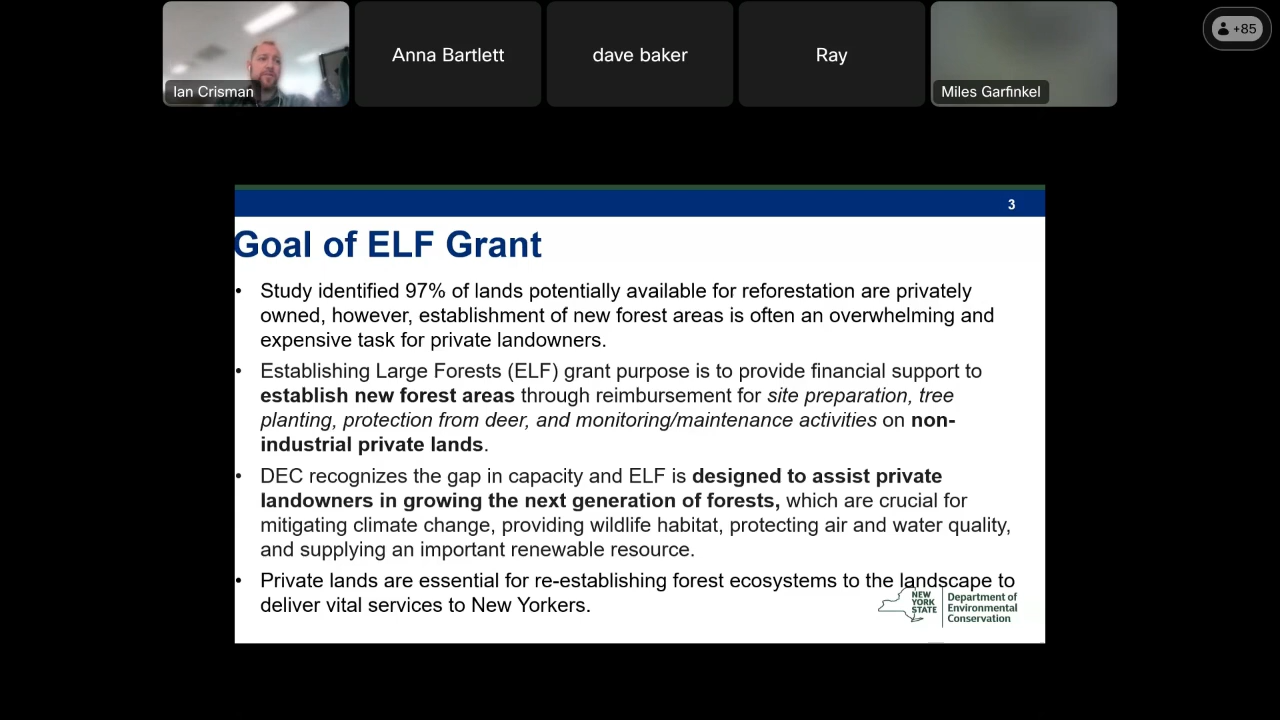 Ian Crisman
Anna Bartlett
dave baker
Ray
Miles Garfinkel
+85
3
Goal of ELF Grant
• Study identified 97% of lands potentially available for reforestation are privately
owned, however, establishment of new forest areas is often an overwhelming and
expensive task for private landowners.
• Establishing Large Forests (ELF) grant purpose is to provide financial support to
establish new forest areas through reimbursement for site preparation, tree
planting, protection from deer, and monitoring/maintenance activities on non-
industrial private lands.
• DEC recognizes the gap in capacity and ELF is designed to assist private
landowners in growing the next generation of forests, which are crucial for
mitigating climate change, providing wildlife habitat, protecting air and water quality,
and supplying an important renewable resource.
• Private lands are essential for re-establishing forest ecosystems to the landscape to
deliver vital services to New Yorkers.
NEW
YORK
STATE
Department of
Environmental
Conservation